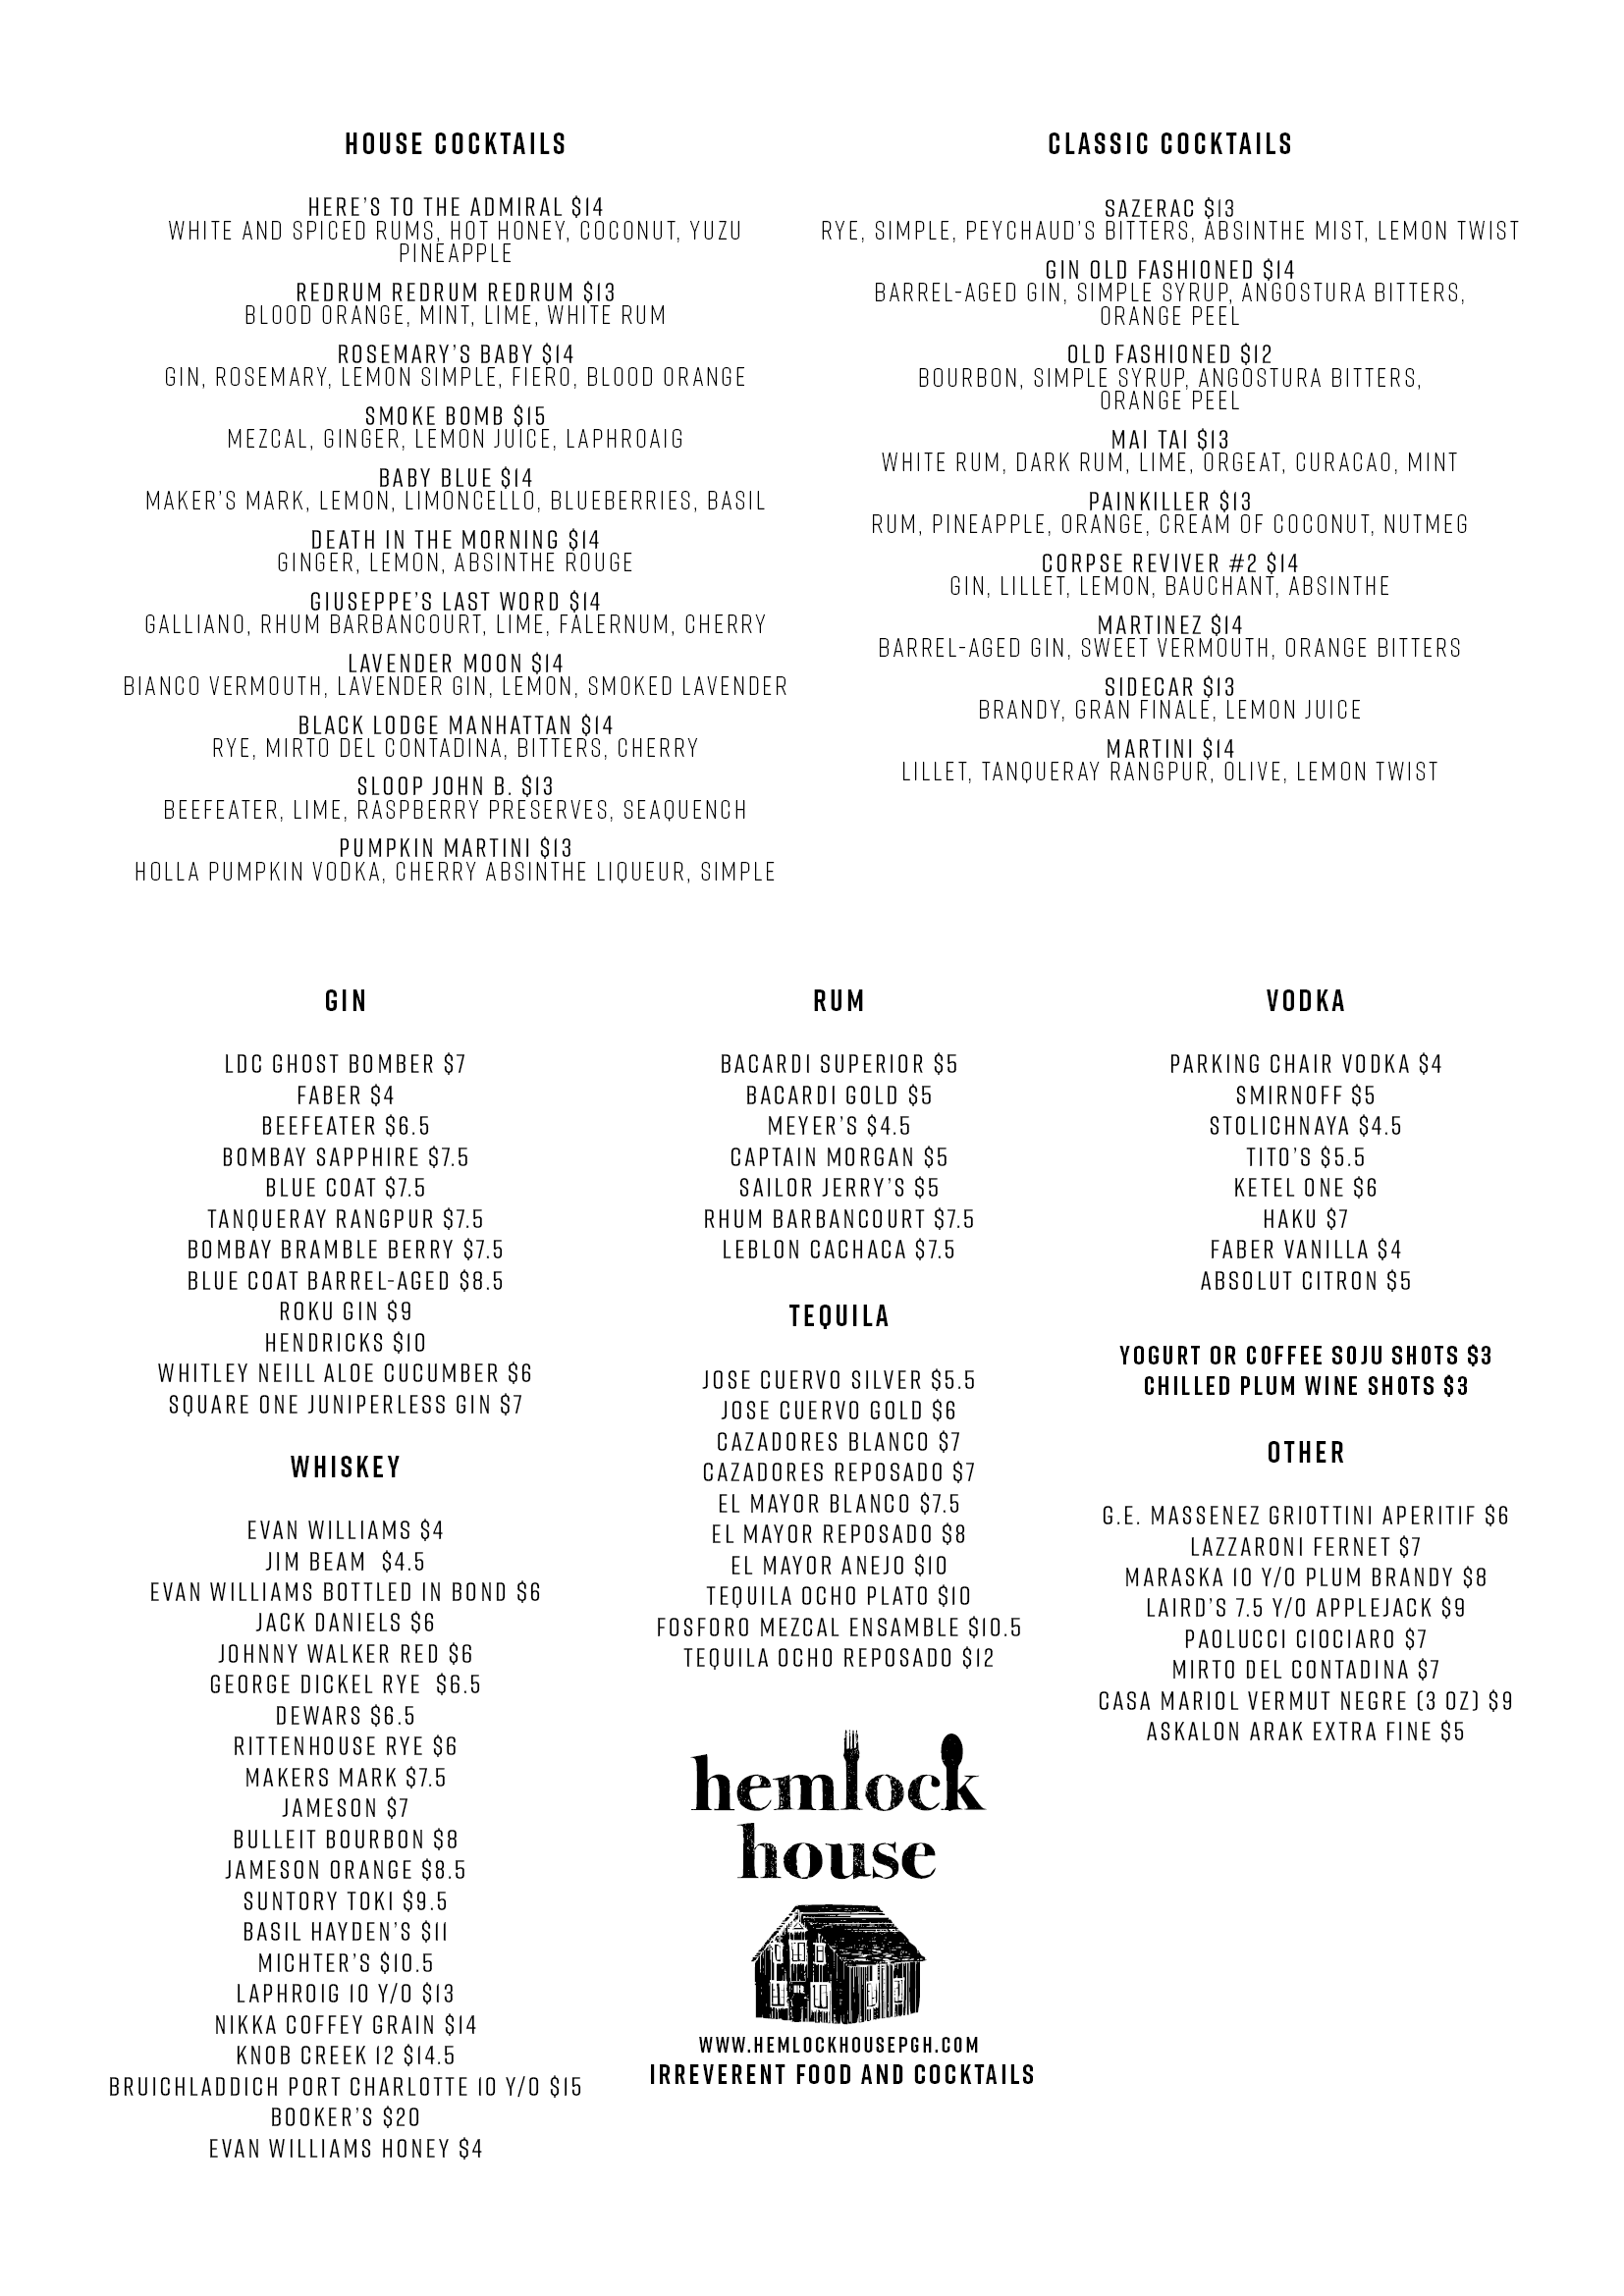 HOUSE COCKTAILS
HERE'S TO THE ADMIRAL $14
WHITE AND SPICED RUMS, HOT HONEY, COCONUT, YUZU
PINEAPPLE
REDRUM REDRUM REDRUM $13
BLOOD ORANGE, MINT, LIME, WHITE RUM
ROSEMARY'S BABY $14
GIN, ROSEMARY, LEMON SIMPLE, FIERO, BLOOD ORANGE
SMOKE BOMB $15
MEZCAL, GINGER, LEMON JUICE, LAPHROAIG
BABY BLUE $14
MAKER'S MARK, LEMON, LIMONCELLO, BLUEBERRIES, BASIL
DEATH IN THE MORNING $14
GINGER, LEMON, ABSINTHE ROUGE
GIUSEPPE'S LAST WORD $14
GALLIANO, RHUM BARBANCOURT, LIME, FALERNUM, CHERRY
LAVENDER MOON $14
BIANCO VERMOUTH, LAVENDER GIN, LEMON, SMOKED LAVENDER
BLACK LODGE MANHATTAN $14
RYE, MIRTO DEL CONTADINA, BITTERS, CHERRY
SLOOP JOHN B. $13
BEEFEATER, LIME, RASPBERRY PRESERVES, SEAQUENCH
PUMPKIN MARTINI $13
HOLLA PUMPKIN VODKA, CHERRY ABSINTHE LIQUEUR, SIMPLE
CLASSIC COCKTAILS
SAZERAC $13
RYE, SIMPLE, PEYCHAUD'S BITTERS, ABSINTHE MIST, LEMON TWIST
GIN OLD FASHIONED $14
BARREL-AGED GIN, SIMPLE SYRUP, ANGOSTURA BITTERS,
ORANGE PEEL
OLD FASHIONED $12
BOURBON, SIMPLE SYRUP, ANGOSTURA BITTERS,
ORANGE PEEL
MAI TAI $13
WHITE RUM, DARK RUM, LIME, ORGEAT, CURACAO, MINT
PAINKILLER $13
RUM, PINEAPPLE, ORANGE, CREAM OF COCONUT, NUTMEG
CORPSE REVIVER #2 $14
GIN, LILLET, LEMON, BAUCHANT, ABSINTHE
MARTINEZ $14
BARREL-AGED GIN, SWEET VERMOUTH, ORANGE BITTERS
SIDECAR $13
BRANDY, GRAN FINALE, LEMON JUICE
MARTINI $14
LILLET, TANQUERAY RANGPUR, OLIVE, LEMON TWIST
GIN
LDC GHOST BOMBER $7
FABER $4
BEEFEATER $6.5
BOMBAY SAPPHIRE $7.5
BLUE COAT $7.5
TANQUERAY RANGPUR $7.5
BOMBAY BRAMBLE BERRY $7.5
BLUE COAT BARREL-AGED $8.5
ROKU GIN $9
HENDRICKS $10
WHITLEY NEILL ALOE CUCUMBER $6
SQUARE ONE JUNIPERLESS GIN $7
WHISKEY
EVAN WILLIAMS $4
JIM BEAM $4.5
EVAN WILLIAMS BOTTLED IN BOND $6
JACK DANIELS $6
JOHNNY WALKER RED $6
GEORGE DICKEL RYE $6.5
DEWARS $6.5
RITTENHOUSE RYE $6
MAKERS MARK $7.5
JAMESON $7
BULLEIT BOURBON $8
JAMESON ORANGE $8.5
SUNTORY TOKI $9.5
BASIL HAYDEN'S $11
MICHTER'S $10.5
LAPHROIG 10 Y/O $13
NIKKA COFFEY GRAIN $14
KNOB CREEK 12 $14.5
BRUICHLADDICH PORT CHARLOTTE 10 Y/O $15
BOOKER'S $20
EVAN WILLIAMS HONEY $4
RUM
BACARDI SUPERIOR $5
BACARDI GOLD $5
MEYER'S $4.5
CAPTAIN MORGAN $5
SAILOR JERRY'S $5
RHUM BARBANCOURT $7.5
LEBLON CACHACA $7.5
TEQUILA
JOSE CUERVO SILVER $5.5
JOSE CUERVO GOLD $6
CAZADORES BLANCO $7
CAZADORES REPOSADO $7
EL MAYOR BLANCO $7.5
EL MAYOR REPOSADO $8
EL MAYOR ANEJO $10
TEQUILA OCHO PLATO $10
FOSFORO MEZCAL ENSAMBLE $10.5
TEQUILA OCHO REPOSADO $12
hemlock
house
WWW.HEMLOCKHOUSEPGH.COM
IRREVERENT FOOD AND COCKTAILS
VODKA
PARKING CHAIR VODKA $4
SMIRNOFF $5
STOLICHNAYA $4.5
TITO'S $5.5
KETEL ONE $6
HAKU $7
FABER VANILLA $4
ABSOLUT CITRON $5
YOGURT OR COFFEE SOJU SHOTS $3
CHILLED PLUM WINE SHOTS $3
OTHER
G.E. MASSENEZ GRIOTTINI APERITIF $6
LAZZARONI FERNET $7
MARASKA 10 Y/O PLUM BRANDY $8
LAIRD'S 7.5 Y/O APPLEJACK $9
PAOLUCCI CIOCIARO $7
MIRTO DEL CONTADINA $7
CASA MARIOL VERMUT NEGRE (3 OZ) $9
ASKALON ARAK EXTRA FINE $5